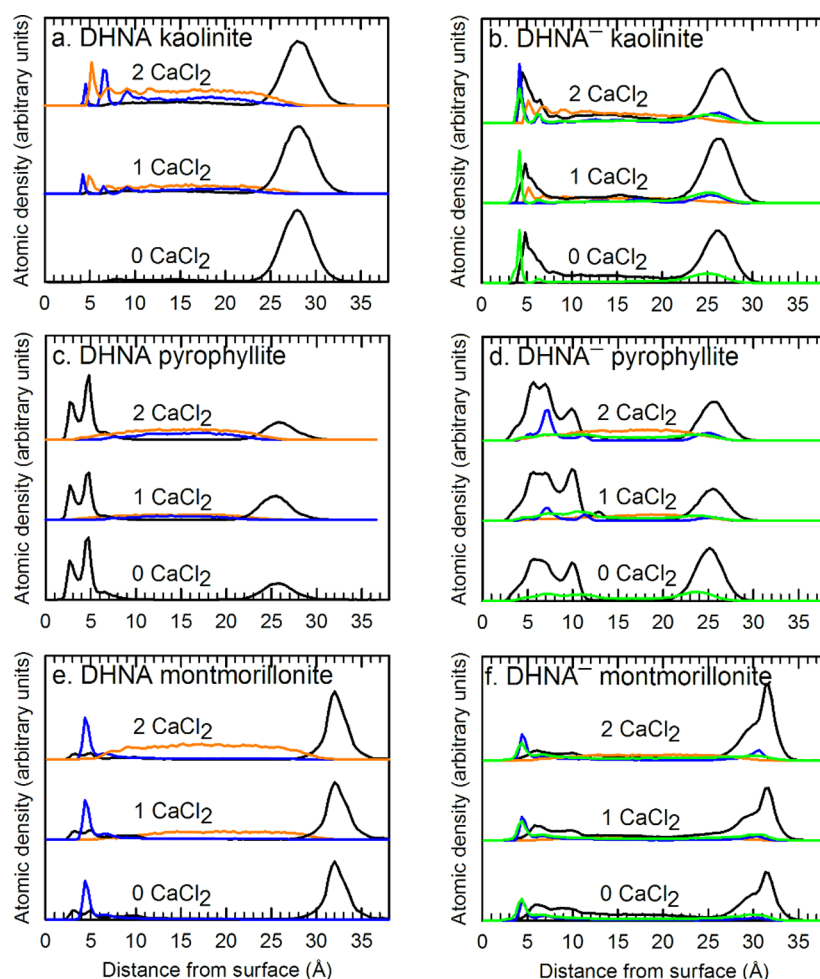 a. DHNA kaolinite
2 CaCl2
1 CaCl2
0 CaCl2
Atomic density (arbitrary units)
0 5 10 15 20 25 30 35
b. DHNA– kaolinite
2 CaCl2
1 CaCl2
0 CaCl2
Atomic density (arbitrary units)
0 5 10 15 20 25 30 35
c. DHNA pyrophyllite
2 CaCl2
1 CaCl2
0 CaCl2
Atomic density (arbitrary units)
0 5 10 15 20 25 30 35
d. DHNA– pyrophyllite
2 CaCl2
1 CaCl2
0 CaCl2
Atomic density (arbitrary units)
0 5 10 15 20 25 30 35
e. DHNA montmorillonite
2 CaCl2
1 CaCl2
0 CaCl2
Atomic density (arbitrary units)
0 5 10 15 20 25 30 35
Distance from surface (Å)
f. DHNA– montmorillonite
2 CaCl2
1 CaCl2
0 CaCl2
Atomic density (arbitrary units)
0 5 10 15 20 25 30 35
Distance from surface (Å)